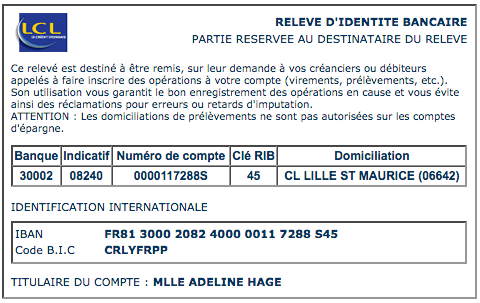 LCL
LE CRÉDIT LYONNAIS
RELEVE D'IDENTITE BANCAIRE
PARTIE RESERVEE AU DESTINATAIRE DU RELEVE
Ce relevé est destiné à être remis, sur leur demande à vos créanciers ou débiteurs
appelés à faire inscrire des opérations à votre compte (virements, prélèvements, etc.).
Son utilisation vous garantit le bon enregistrement des opérations en cause et vous évite
ainsi des réclamations pour erreurs ou retards d'imputation.
ATTENTION : Les domiciliations de prélèvements ne sont pas autorisées sur les comptes
d'épargne.
Banque Indicatif Numéro de compte Clé RIB Domiciliation
30002 08240 0000117288S 45 CL LILLE ST MAURICE (06642)
IDENTIFICATION INTERNATIONALE
IBAN FR81 3000 2082 4000 0011 7288 S45
Code B.I.C CRLYFRPP
TITULAIRE DU COMPTE : MLLE ADELINE HAGE